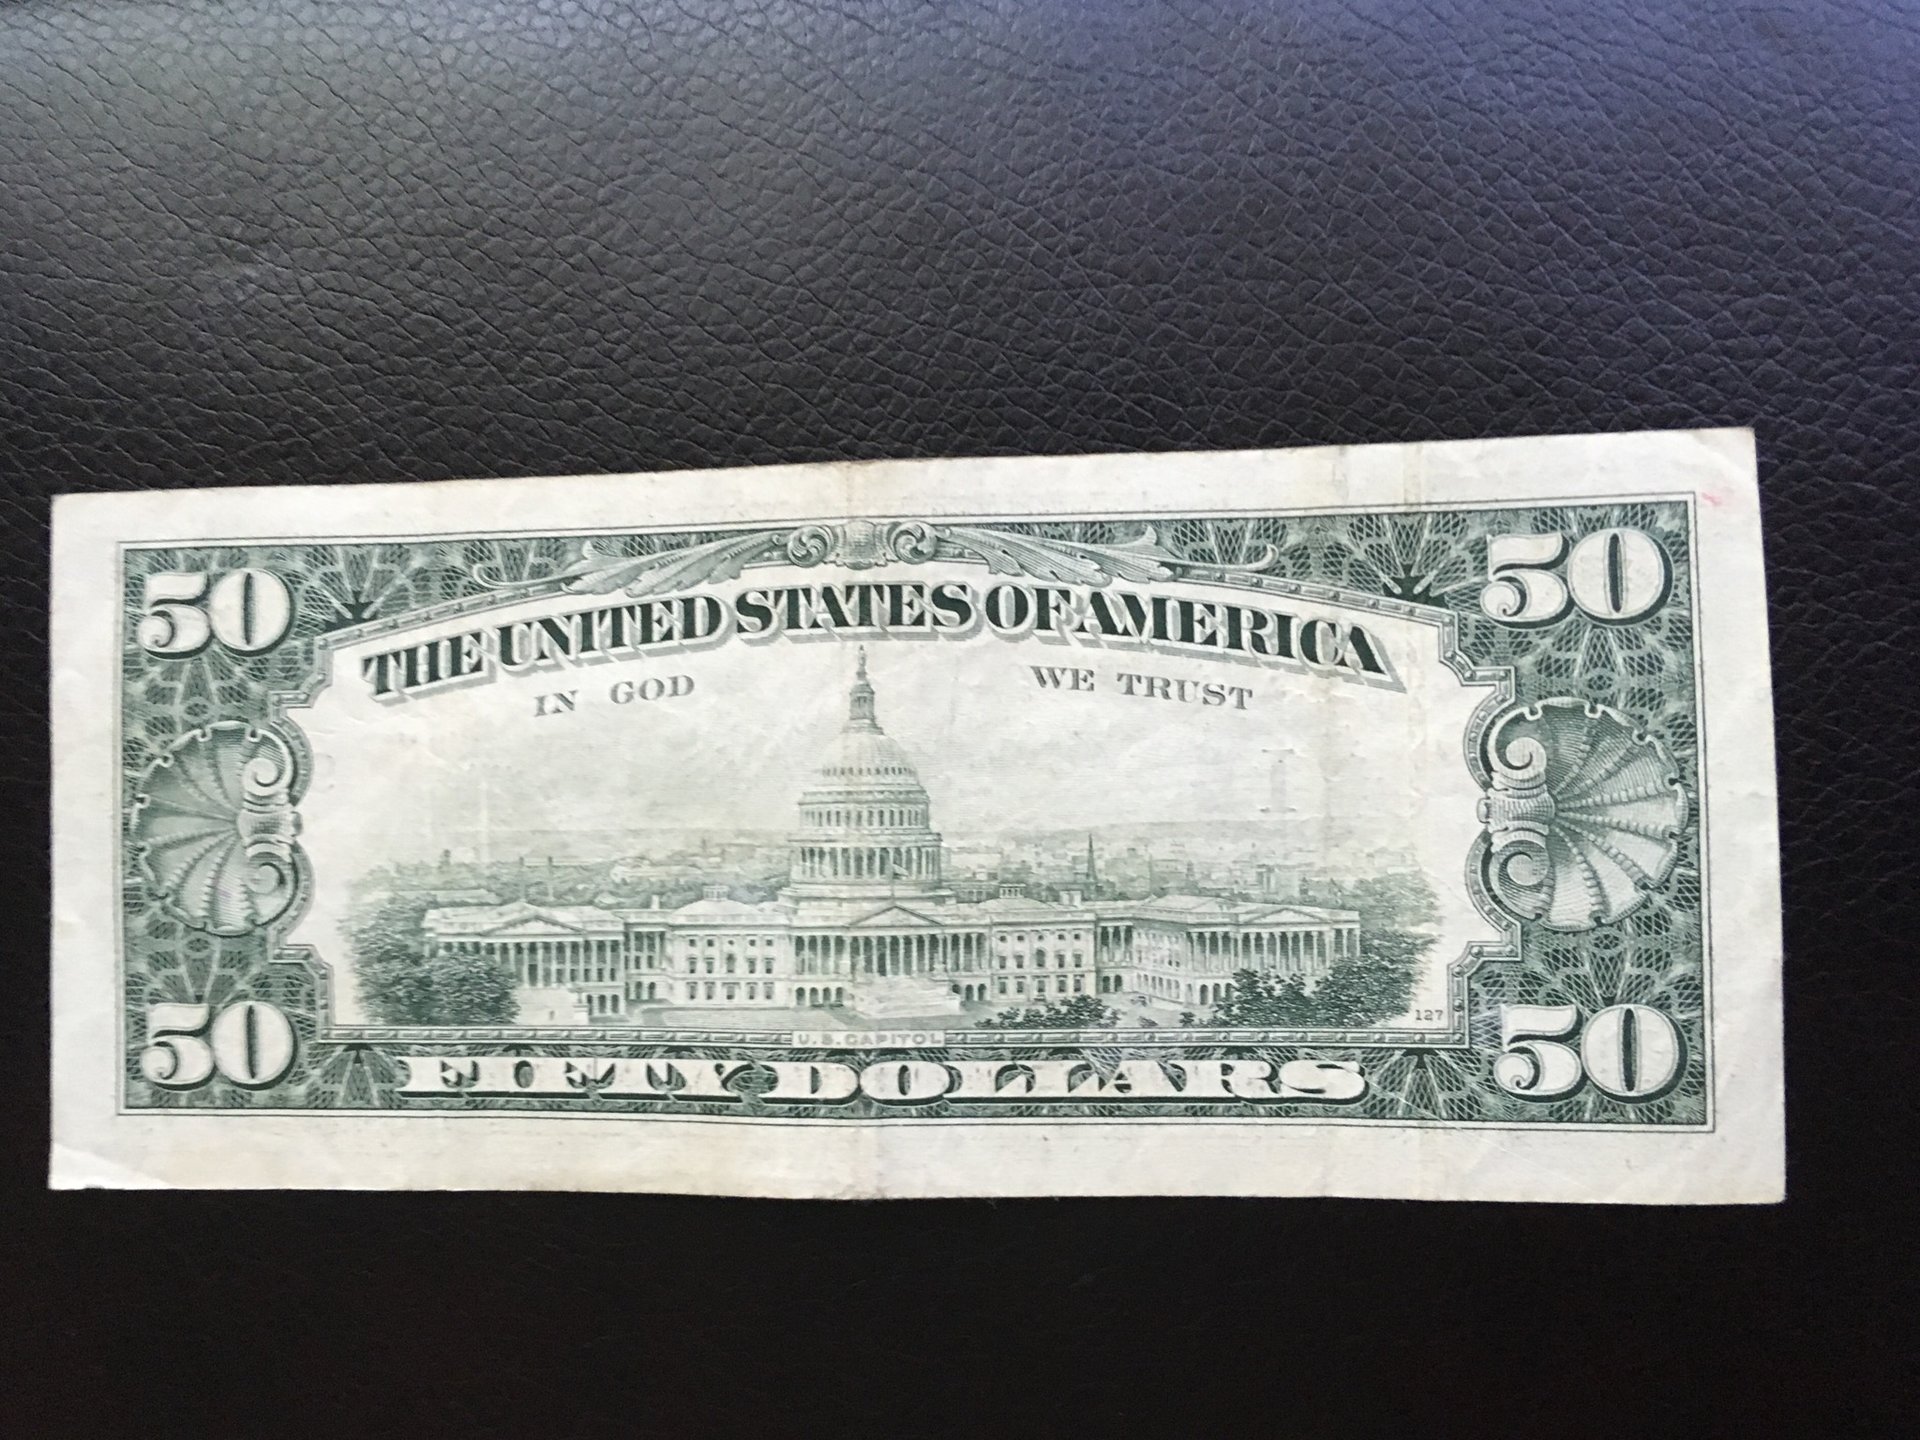 50 50
THE UNITED STATES OF AMERICA
IN GOD WE TRUST
127
U.S. CAPITOL
50 FIFTY DOLLARS 50